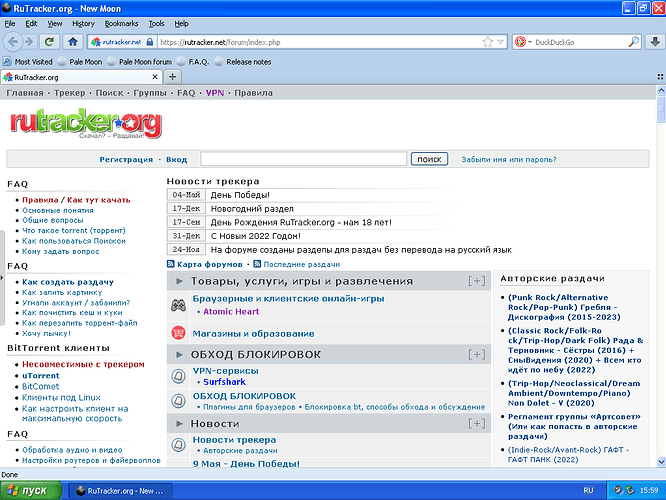 RuTracker.org - New Moon
File Edit View History Bookmarks Tools Help
rutracker.net https://rutracker.net/forum/index.php DuckDuckGo
Most Visited Pale Moon Pale Moon forum F.A.Q. Release notes
RuTracker.org
Главная · Трекер · Поиск · Группы · FAQ · VPN · Правила
rutracker.org
Скачал? - Раздавай!
Регистрация · Вход поиск Забыли имя или пароль?
FAQ
Правила / Как тут качать
Основные понятия
Общие вопросы
Что такое torrent (торрент)
Как пользоваться Поиском
Кому задать вопрос
FAQ
Как создать раздачу
Как залить картинку
Угнали аккаунт / забанили?
Как почистить кеш и куки
Как перезалить торрент-файл
Хочу лычку!
BitTorrent клиенты
Несовместимые с трекером
uTorrent
BitComet
Клиенты под Linux
Как настроить клиент на
максимальную скорость
FAQ
Обработка аудио и видео
Настройки роутеров и файерволлов
Новости трекера
04-Май День Победы!
17-Дек Новогодний раздел
17-Сен День Рождения RuTracker.org - нам 18 лет!
31-Дек С Новым 2022 Годом!
24-Ноя На форуме созданы разделы для раздач без перевода на русский язык
Карта форумов · Последние раздачи
Товары, услуги, игры и развлечения [+]
Браузерные и клиентские онлайн-игры
• Atomic Heart
Магазины и образование
ОБХОД БЛОКИРОВОК [+]
VPN-сервисы
• Surfshark
ОБХОД БЛОКИРОВОК
• Плагины для браузеров • Блокировка bt, способы обхода и обсуждение
Новости [+]
Новости трекера
• Авторские раздачи
9 Мая - День Победы!
Авторские раздачи
(Punk Rock/Alternative
Rock/Pop-Punk) Гребля -
Дискография (2015-2023)
(Classic Rock/Folk-Ro
ck/Trip-Hop/Dark Folk) Рада &
Терновник - Сёстры (2016) +
СныВидения (2020) + Всем кто
идёт по небу (2022)
(Trip-Hop/Neoclassical/Dream
Ambient/Downtempo/Piano)
Non Dolet - V (2020)
Регламент группы «Артсовет»
(Или как попасть в авторские
раздачи)
(Indie-Rock/Avant-Rock) ГАФТ -
ГАФТ ПАНК (2022)
Done
пуск RuTracker.org - New ... RU 15:59